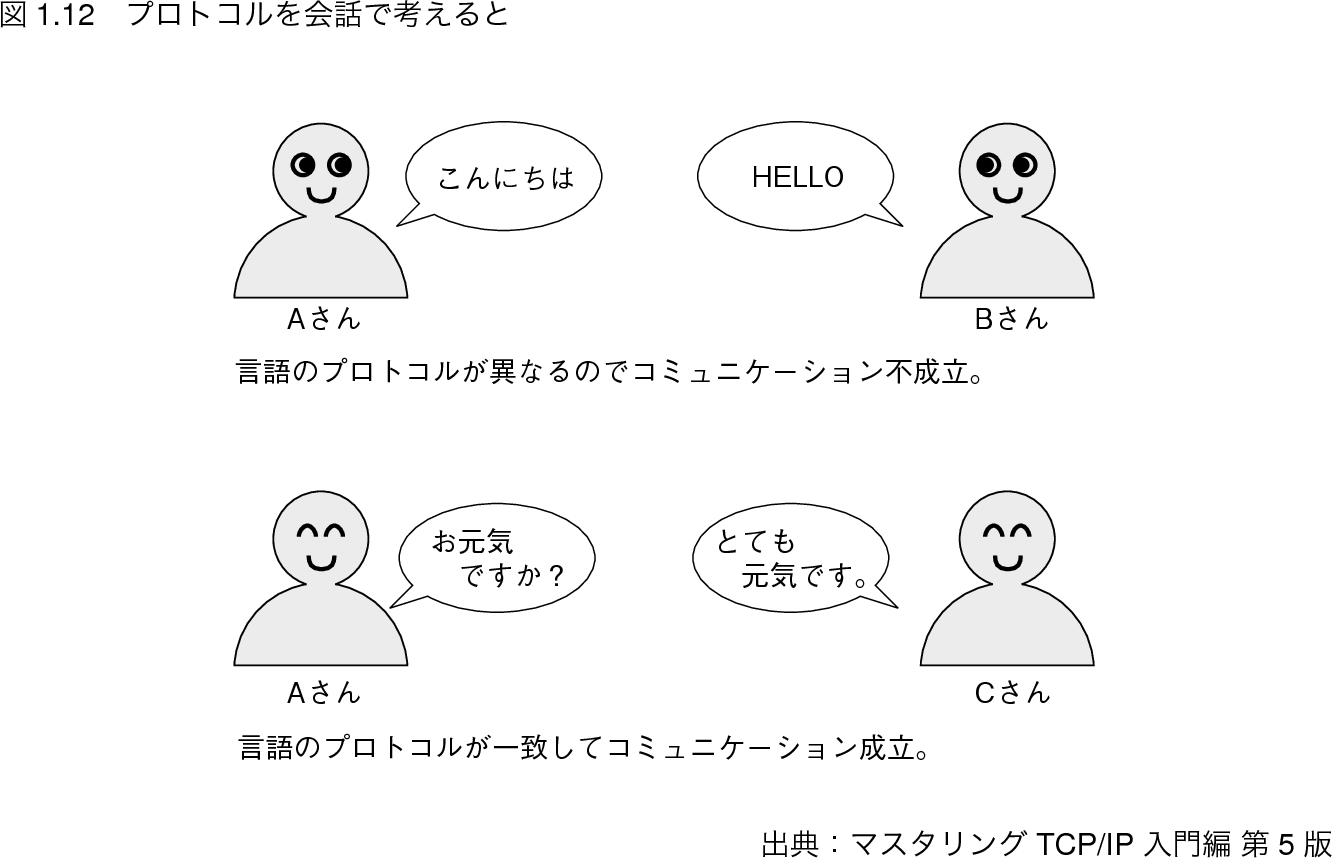 図 1.12　プロトコルを会話で考えると
こんにちは
HELLO
Aさん
Bさん
言語のプロトコルが異なるのでコミュニケーション不成立。
お元気
ですか？
とても
元気です。
Aさん
Cさん
言語のプロトコルが一致してコミュニケーション成立。
出典：マスタリング TCP/IP 入門編 第 5 版